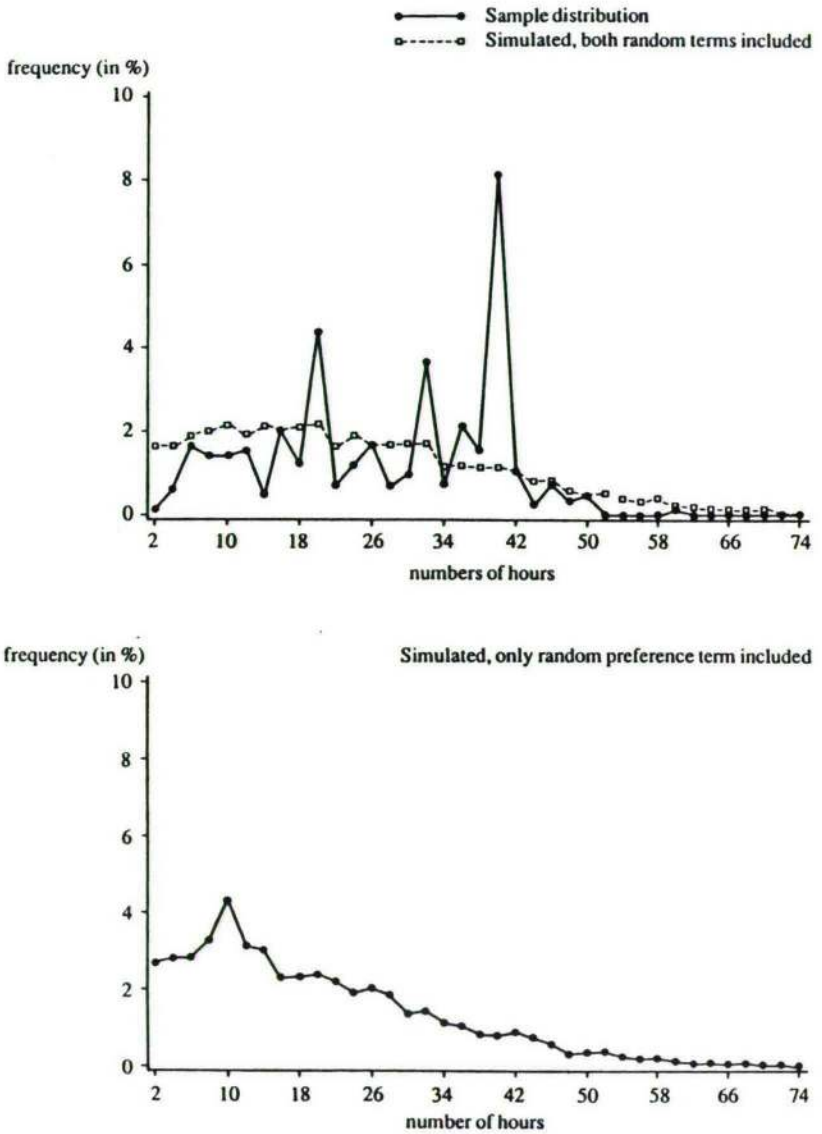 Sample distribution
Simulated, both random terms included
frequency (in %)
10
8
6
4
2
0
2 10 18 26 34 42 50 58 66 74
numbers of hours
frequency (in %)
Simulated, only random preference term included
10
8
6
4
2
0
2 10 18 26 34 42 50 58 66 74
number of hours